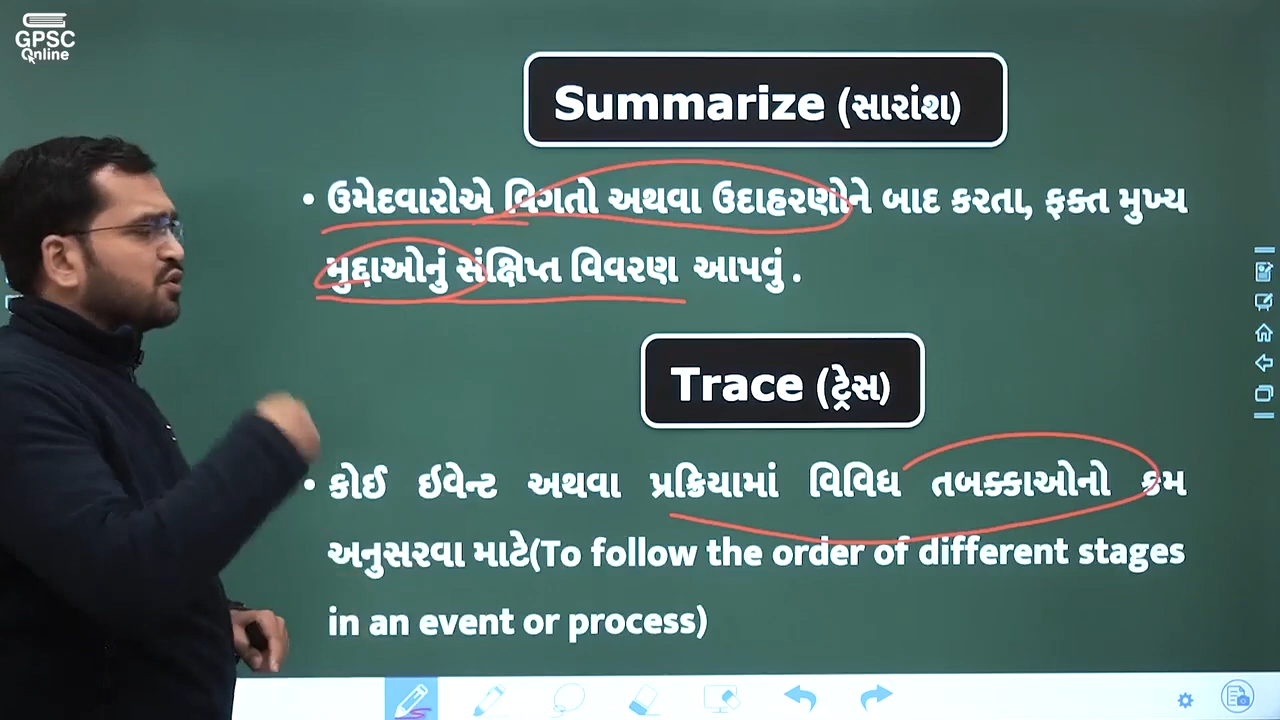 GPSC
Online
Summarize (સારાંશ)
• ઉમેદવારોએ વિગતો અથવા ઉદાહરણોને બાદ કરતા, ફક્ત મુખ્ય
મુદ્દાઓનું સંક્ષિપ્ત વિવરણ આપવું .
Trace (ટ્રેસ)
• કોઈ ઇવેન્ટ અથવા પ્રક્રિયામાં વિવિધ તબક્કાઓનો ક્રમ
અનુસરવા માટે(To follow the order of different stages
in an event or process)